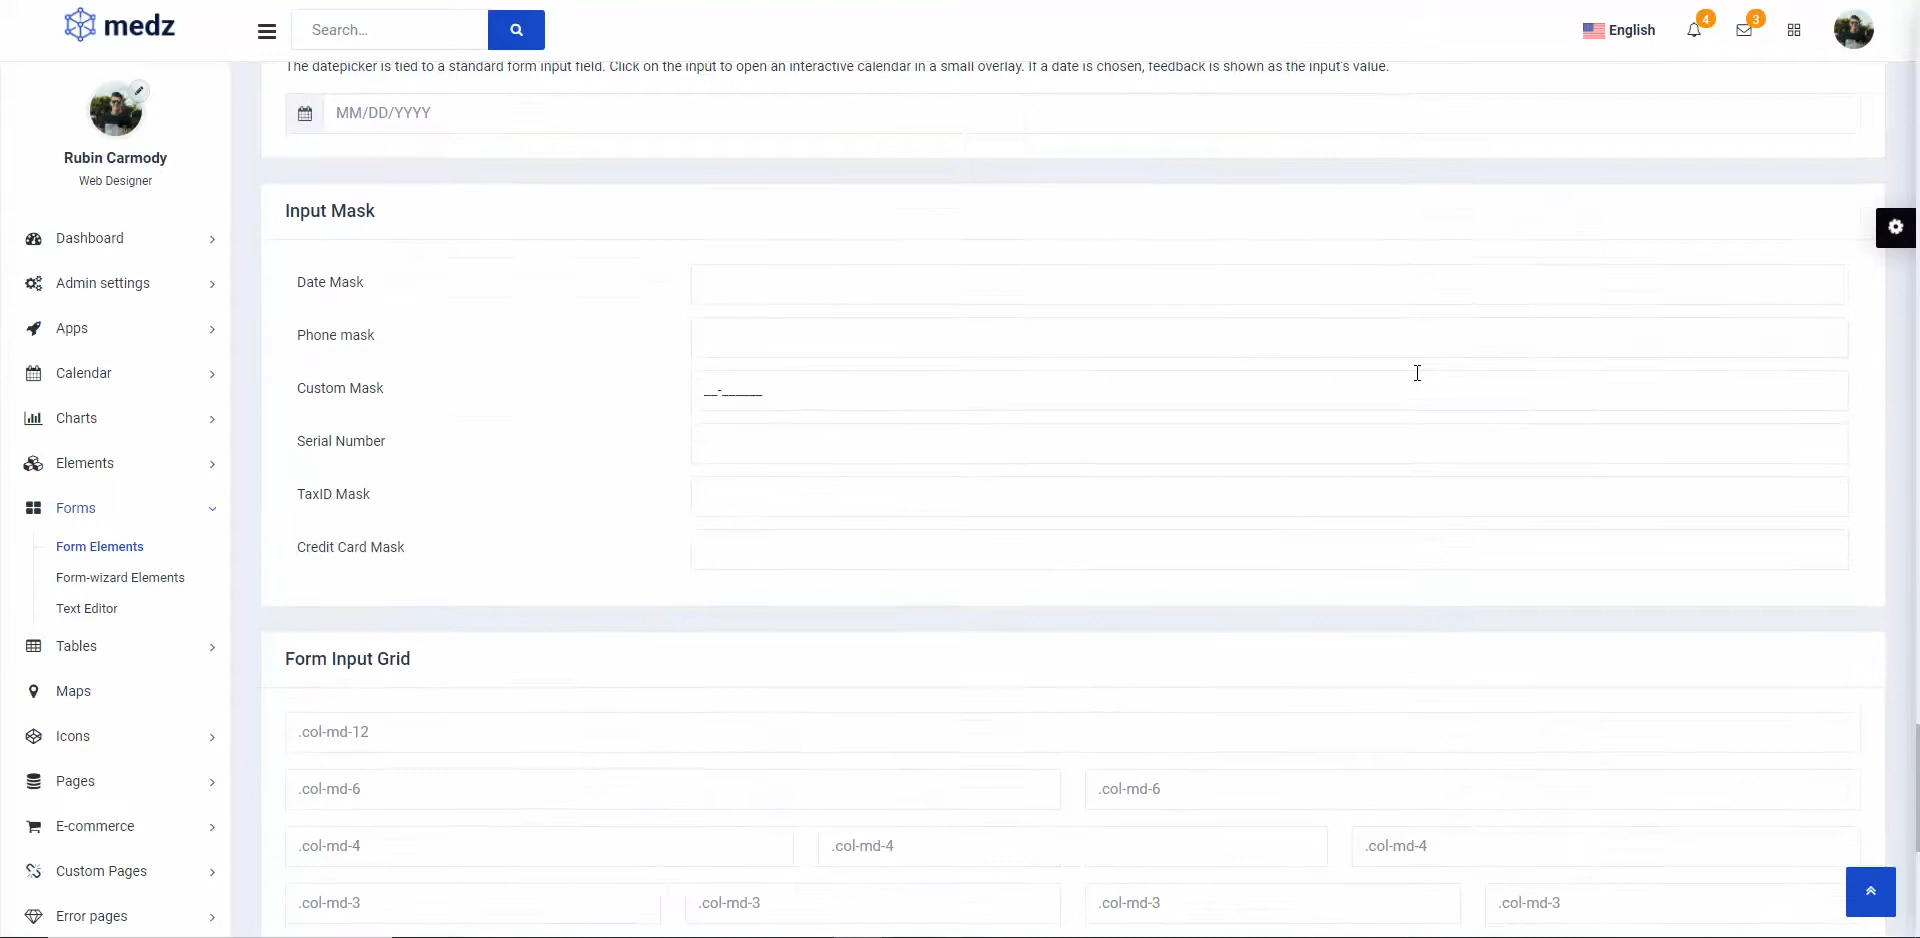 medz
Search...
English
4
3
Rubin Carmody
Web Designer
Dashboard
Admin settings
Apps
Calendar
Charts
Elements
Forms
Form Elements
Form-wizard Elements
Text Editor
Tables
Maps
Icons
Pages
E-commerce
Custom Pages
Error pages
The datepicker is tied to a standard form input field. Click on the input to open an interactive calendar in a small overlay. If a date is chosen, feedback is shown as the input's value.
MM/DD/YYYY
Input Mask
Date Mask
Phone mask
Custom Mask
__-______
Serial Number
TaxID Mask
Credit Card Mask
Form Input Grid
.col-md-12
.col-md-6 .col-md-6
.col-md-4 .col-md-4 .col-md-4
.col-md-3 .col-md-3 .col-md-3 .col-md-3